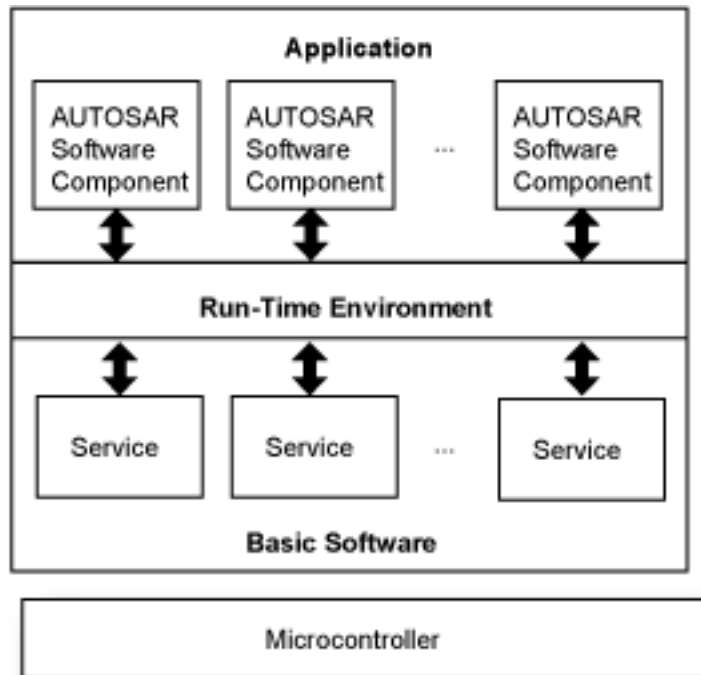 Application
AUTOSAR
Software
Component
AUTOSAR
Software
Component
...
AUTOSAR
Software
Component
Run-Time Environment
Service
Service
...
Service
Basic Software
Microcontroller